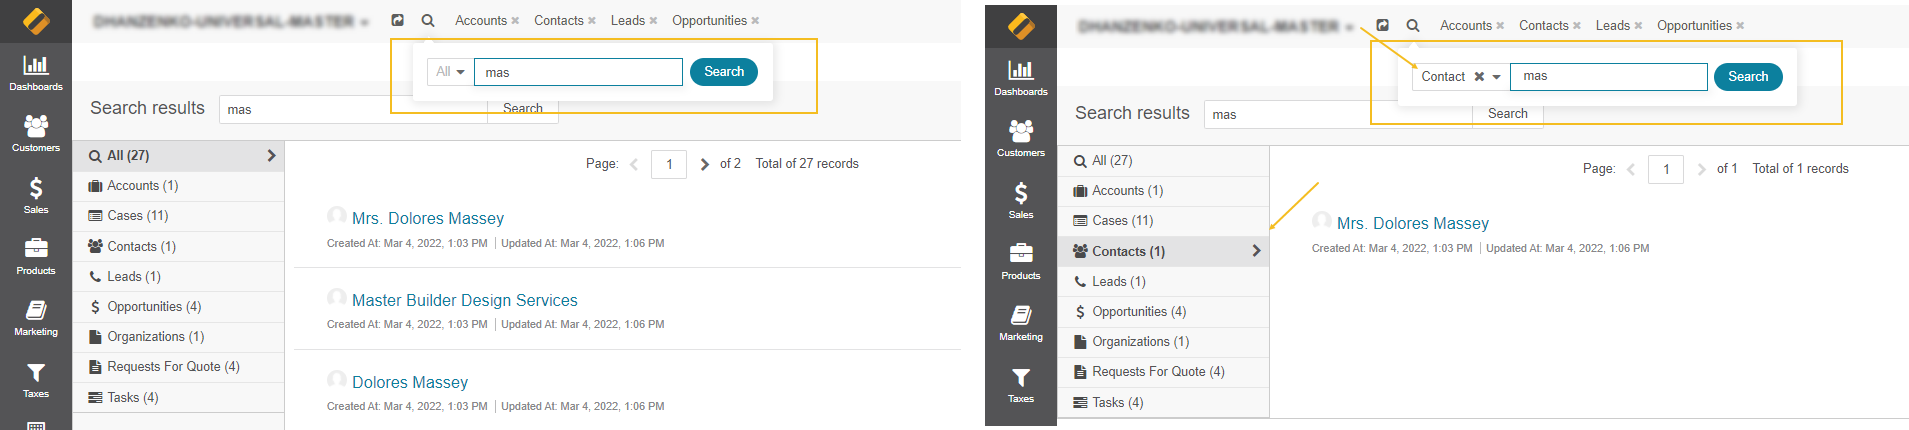 Accounts ✖ Contacts ✖ Leads ✖ Opportunities ✖
All mas Search
Search results mas Search
Dashboards
Customers
Sales
Products
Marketing
Taxes
All (27)
Accounts (1)
Cases (11)
Contacts (1)
Leads (1)
Opportunities (4)
Organizations (1)
Requests For Quote (4)
Tasks (4)
Page: 1 of 2 Total of 27 records
Mrs. Dolores Massey
Created At: Mar 4, 2022, 1:03 PM | Updated At: Mar 4, 2022, 1:06 PM
Master Builder Design Services
Created At: Mar 4, 2022, 1:03 PM | Updated At: Mar 4, 2022, 1:06 PM
Dolores Massey
Created At: Mar 4, 2022, 1:03 PM | Updated At: Mar 4, 2022, 1:06 PM
Accounts ✖ Contacts ✖ Leads ✖ Opportunities ✖
Contact ✖ mas Search
Search results mas Search
Dashboards
Customers
Sales
Products
Marketing
Taxes
All (27)
Accounts (1)
Cases (11)
Contacts (1)
Leads (1)
Opportunities (4)
Organizations (1)
Requests For Quote (4)
Tasks (4)
Page: 1 of 1 Total of 1 records
Mrs. Dolores Massey
Created At: Mar 4, 2022, 1:03 PM | Updated At: Mar 4, 2022, 1:06 PM